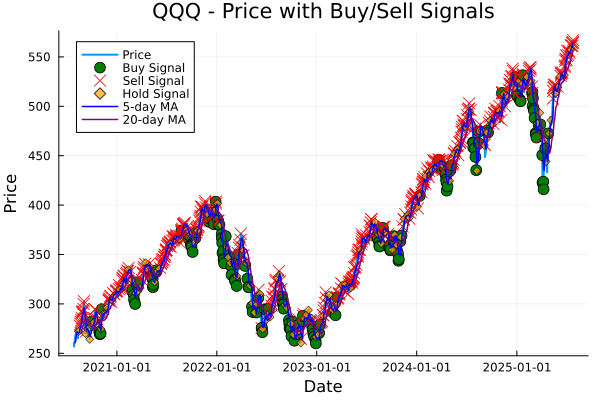 QQQ - Price with Buy/Sell Signals
Price
Buy Signal
Sell Signal
Hold Signal
5-day MA
20-day MA
Price
550
500
450
400
350
300
250
2021-01-01
2022-01-01
2023-01-01
2024-01-01
2025-01-01
Date